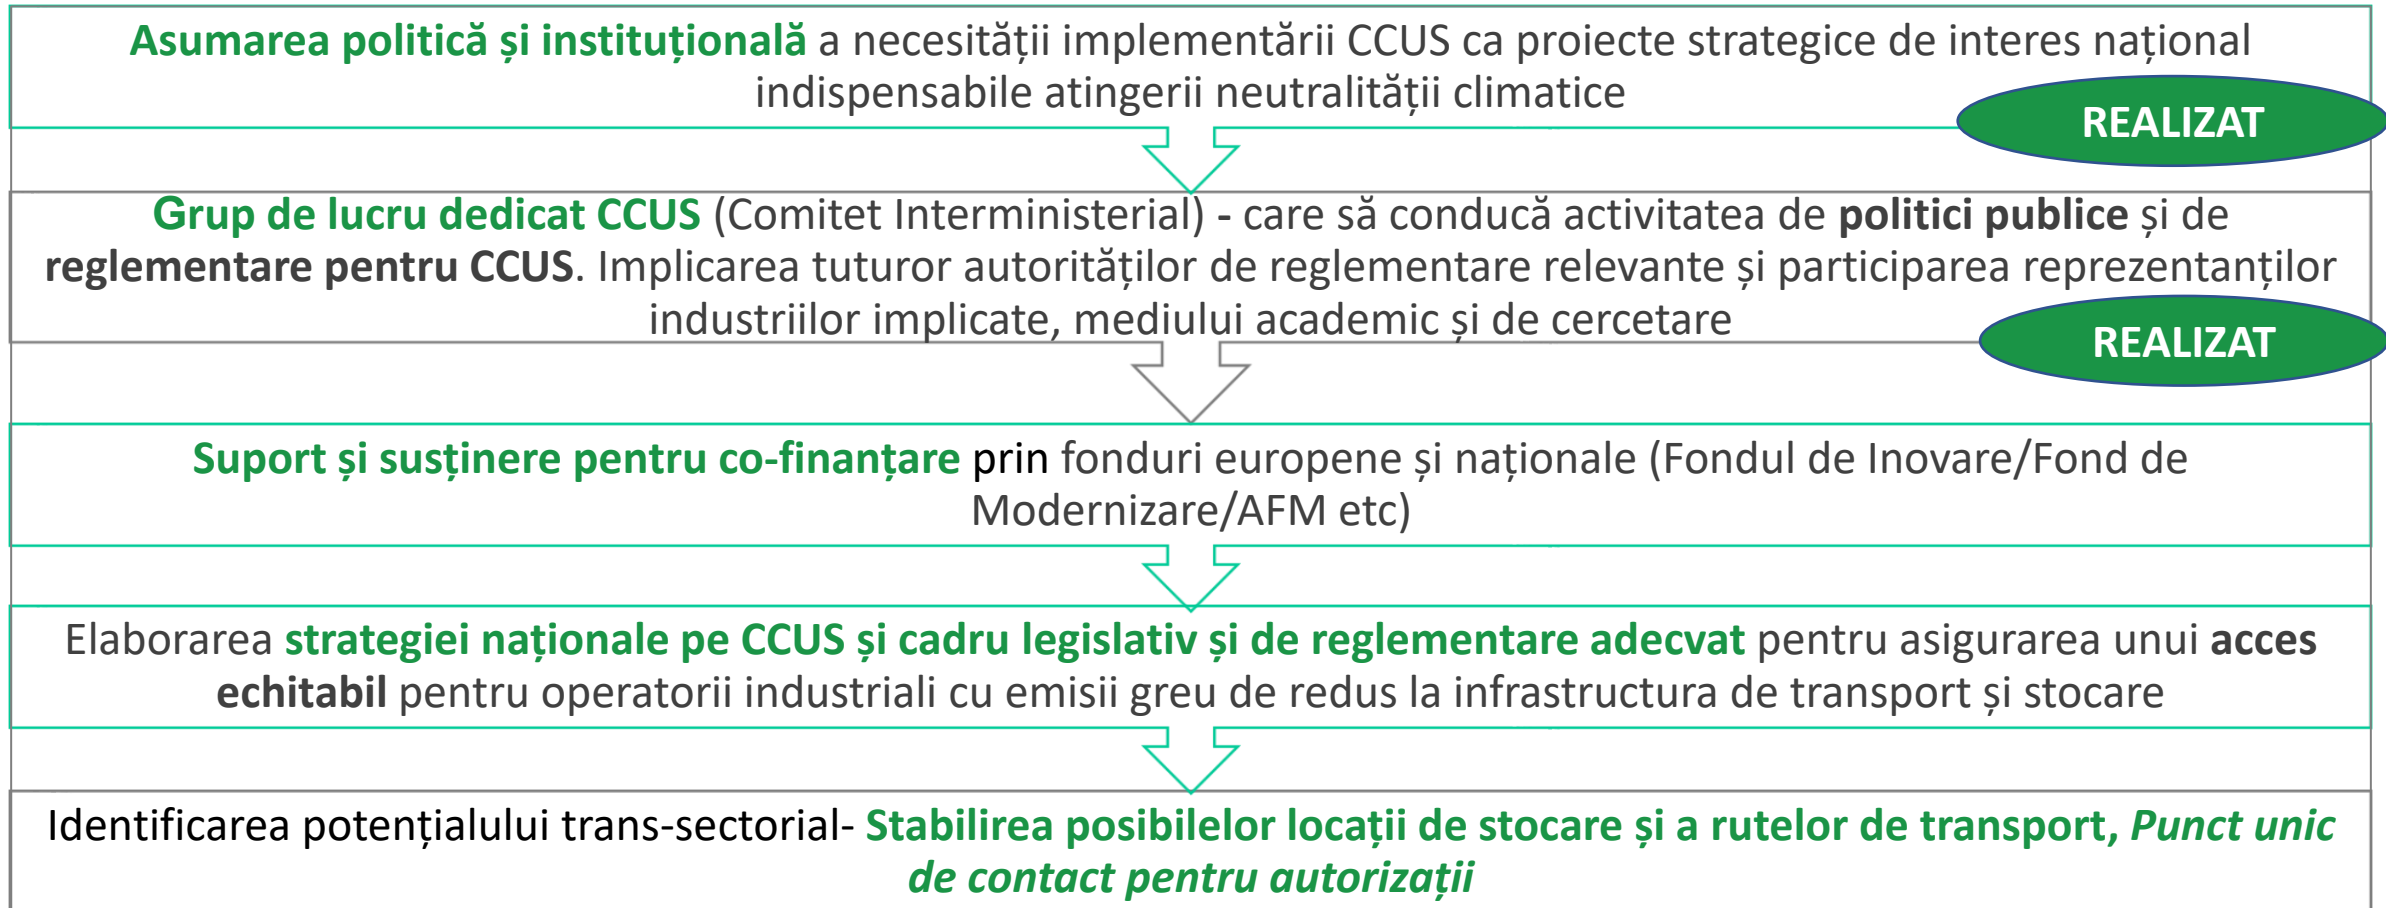 Asumarea politică și instituțională a necesității implementării CCUS ca proiecte strategice de interes național
indispensabile atingerii neutralității climatice
REALIZAT
Grup de lucru dedicat CCUS (Comitet Interministerial) - care să conducă activitatea de politici publice și de
reglementare pentru CCUS. Implicarea tuturor autorităților de reglementare relevante și participarea reprezentanților
industriilor implicate, mediului academic și de cercetare
REALIZAT
Suport și susținere pentru co-finanțare prin fonduri europene și naționale (Fondul de Inovare/Fond de
Modernizare/AFM etc)
Elaborarea strategiei naționale pe CCUS și cadru legislativ și de reglementare adecvat pentru asigurarea unui acces
echitabil pentru operatorii industriali cu emisii greu de redus la infrastructura de transport și stocare
Identificarea potențialului trans-sectorial- Stabilirea posibilelor locații de stocare și a rutelor de transport, Punct unic
de contact pentru autorizații